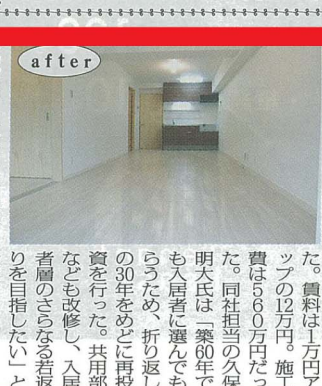 after
た。賃料は1万円ア
ップの12万円。施工
費は560万円だっ
た。同社担当の久保
明大氏は「築60年で
も入居者に選んでも
らうため、折り返し
の30年をめどに再投
資を行った。共用部
なども改修し、入居
者層のさらなる若返
りを目指したい」と